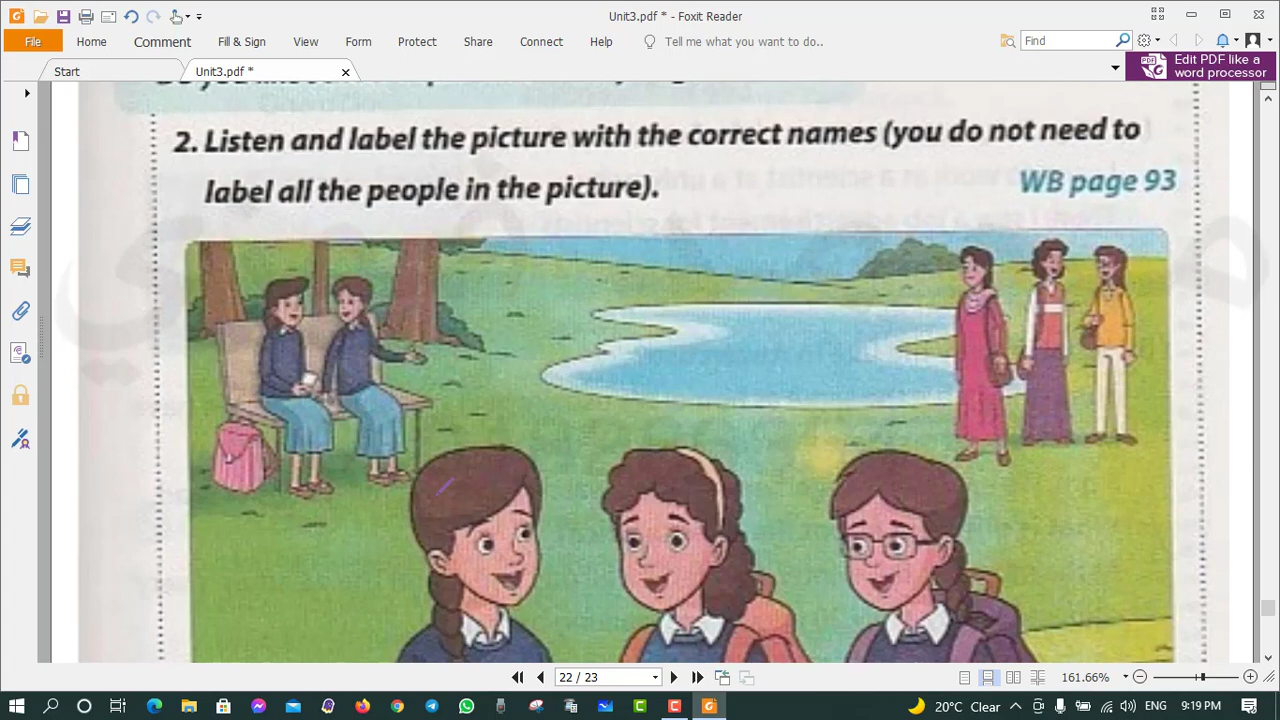 Unit3.pdf * - Foxit Reader
File
Home
Comment
Fill & Sign
View
Form
Protect
Share
Connect
Help
Tell me what you want to do..
Find
Start
Unit3.pdf *
Edit PDF like a
word processor
2. Listen and label the picture with the correct names (you do not need to
label all the people in the picture).
WB page 93
22 / 23
161.66%
20°C Clear
ENG
9:19 PM